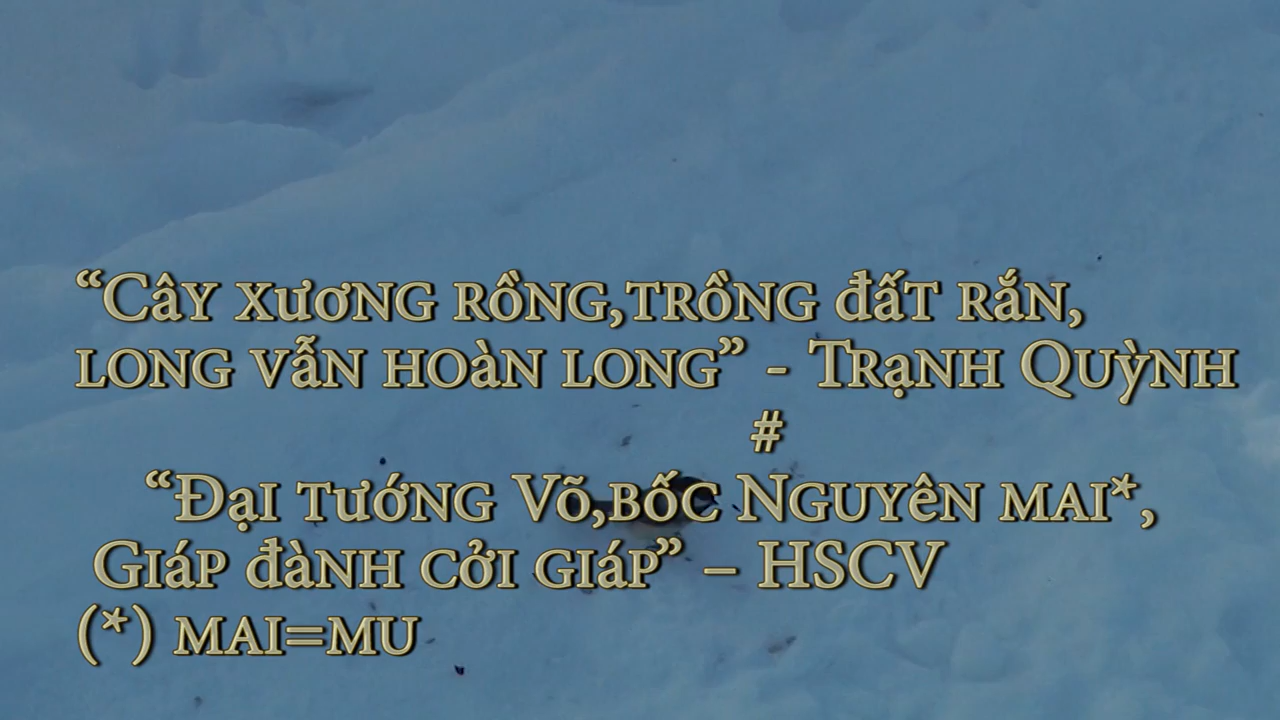 “Cây xương rồng,trồng đất rắn,
long vẫn hoàn long” - Trạnh Quỳnh
#
“Đại tướng Võ,bốc Nguyên mai*,
Giáp đành cởi giáp” – HSCV
(*) mai=mu